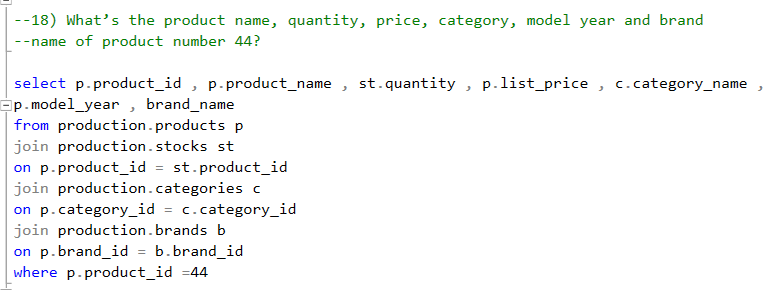 --18) What’s the product name, quantity, price, category, model year and brand
--name of product number 44?
select p.product_id , p.product_name , st.quantity , p.list_price , c.category_name ,
p.model_year , brand_name
from production.products p
join production.stocks st
on p.product_id = st.product_id
join production.categories c
on p.category_id = c.category_id
join production.brands b
on p.brand_id = b.brand_id
where p.product_id =44